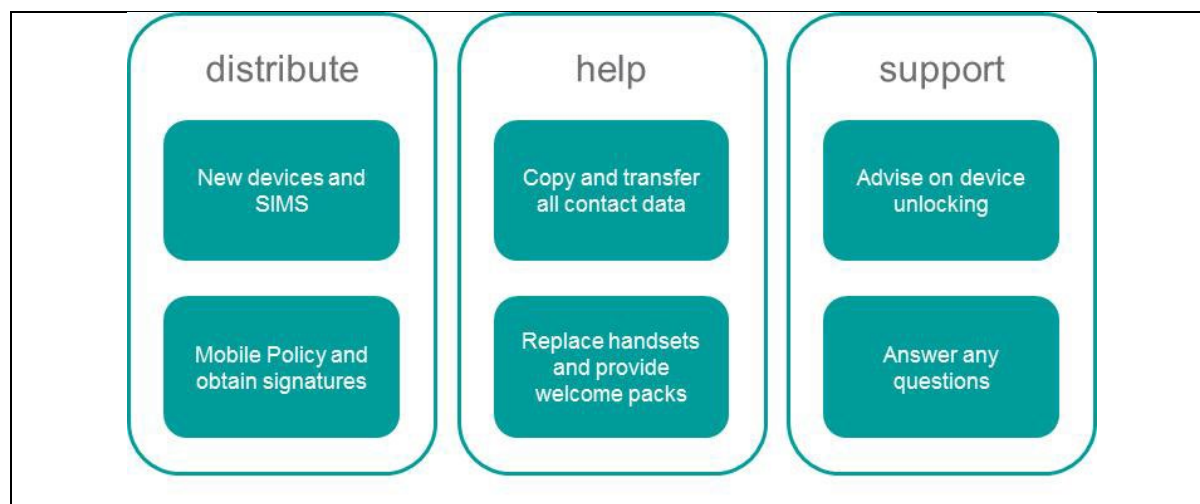 distribute
New devices and
SIMS
Mobile Policy and
obtain signatures
help
Copy and transfer
all contact data
Replace handsets
and provide
welcome packs
support
Advise on device
unlocking
Answer any
questions